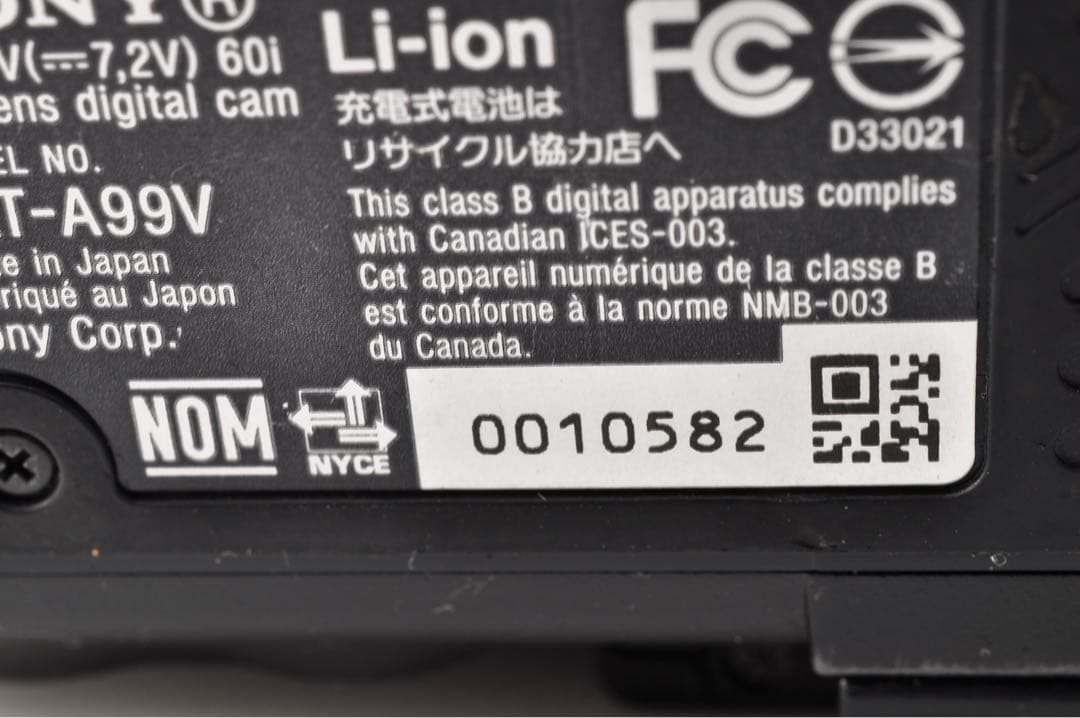 SONY®
V(⎓7,2V) 60i
ens digital cam
EL NO.
T-A99V
e in Japan
riqué au Japon
ony Corp.
Li-ion
充電式電池は
リサイクル協力店へ
FC
D33021
This class B digital apparatus complies
with Canadian ICES-003.
Cet appareil numérique de la classe B
est conforme à la norme NMB-003
du Canada.
NOM
NYCE
0010582